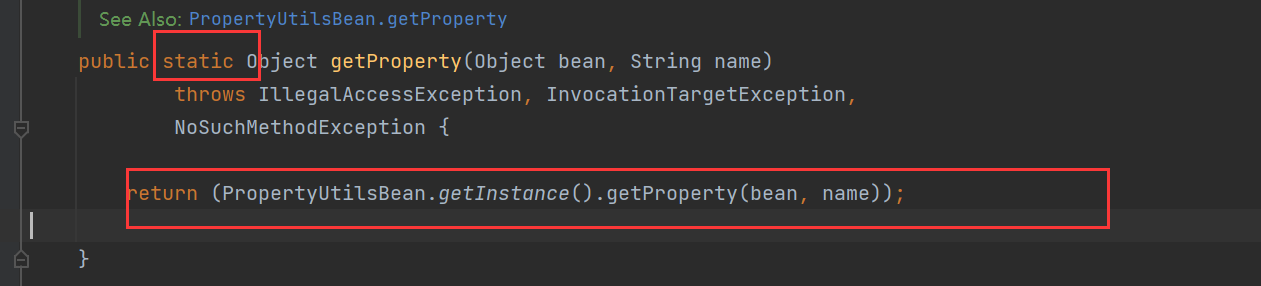 See Also: PropertyUtilsBean.getProperty
public static Object getProperty(Object bean, String name)
throws IllegalAccessException, InvocationTargetException,
NoSuchMethodException {
return (PropertyUtilsBean.getInstance().getProperty(bean, name));
}